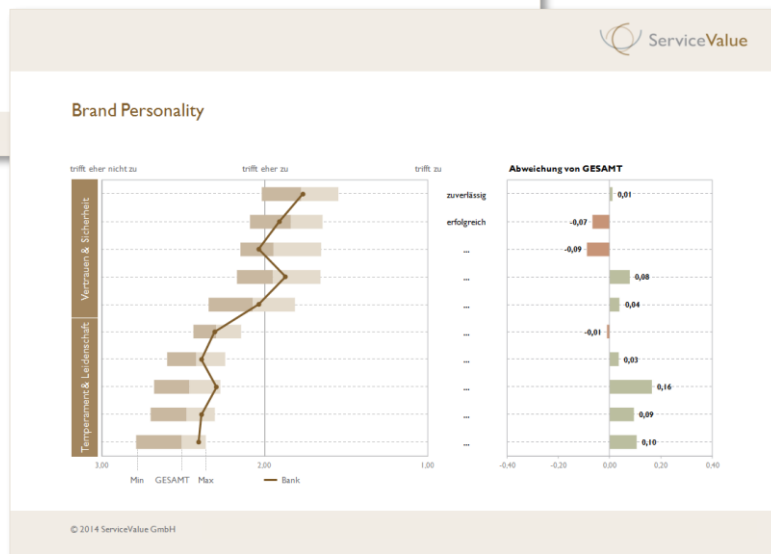 ServiceValue
Brand Personality
trifft eher nicht zu trifft eher zu trifft zu Abweichung von GESAMT
Vertrauen & Sicherheit
zuverlässig 0,01
erfolgreich -0,07
... -0,09
... 0,08
... 0,04
Temperament & Leidenschaft
... -0,01
... 0,03
... 0,16
... 0,09
... 0,10
3,00 2,00 1,00 -0,40 -0,20 0,00 0,20 0,40
Min GESAMT Max Bank
© 2014 ServiceValue GmbH